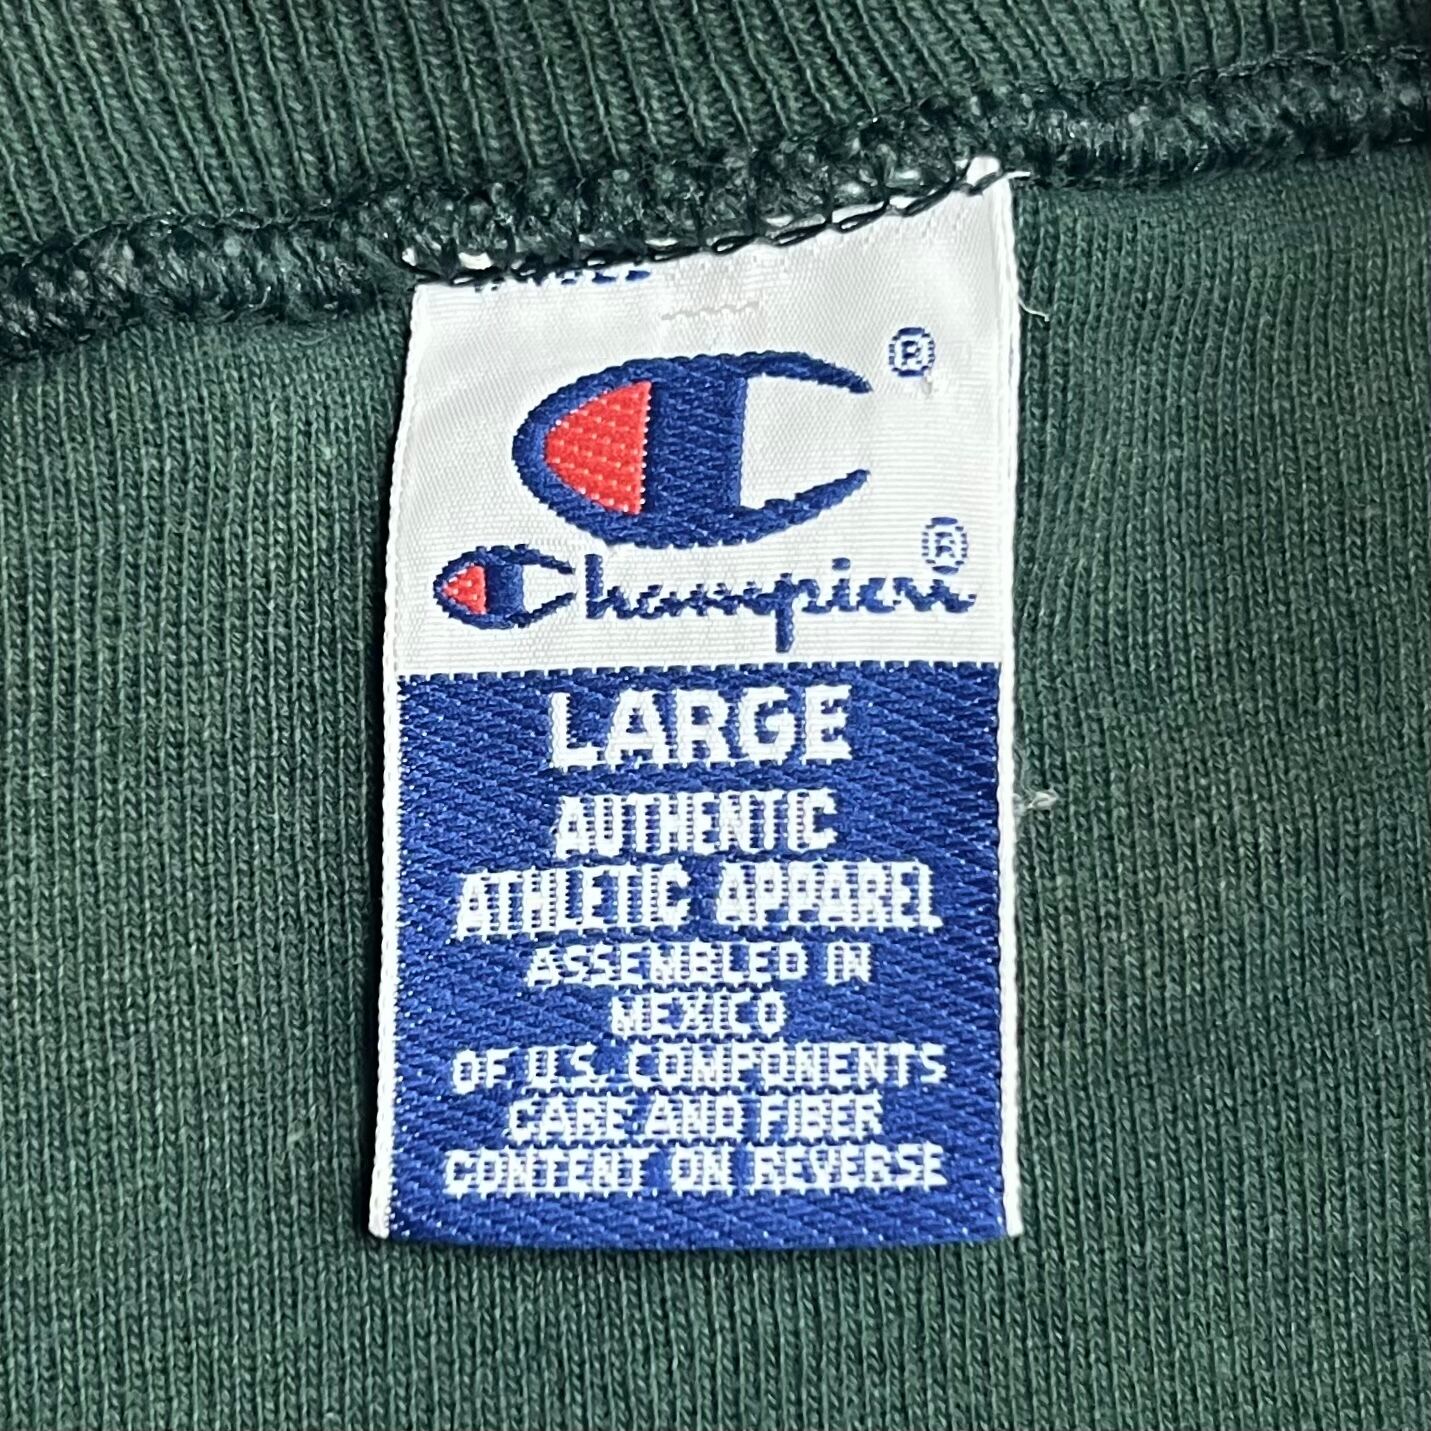 ®
Champion®
LARGE
AUTHENTIC
ATHLETIC APPAREL
ASSEMBLED IN
MEXICO
OF U.S. COMPONENTS
CARE AND FIBER
CONTENT ON REVERSE